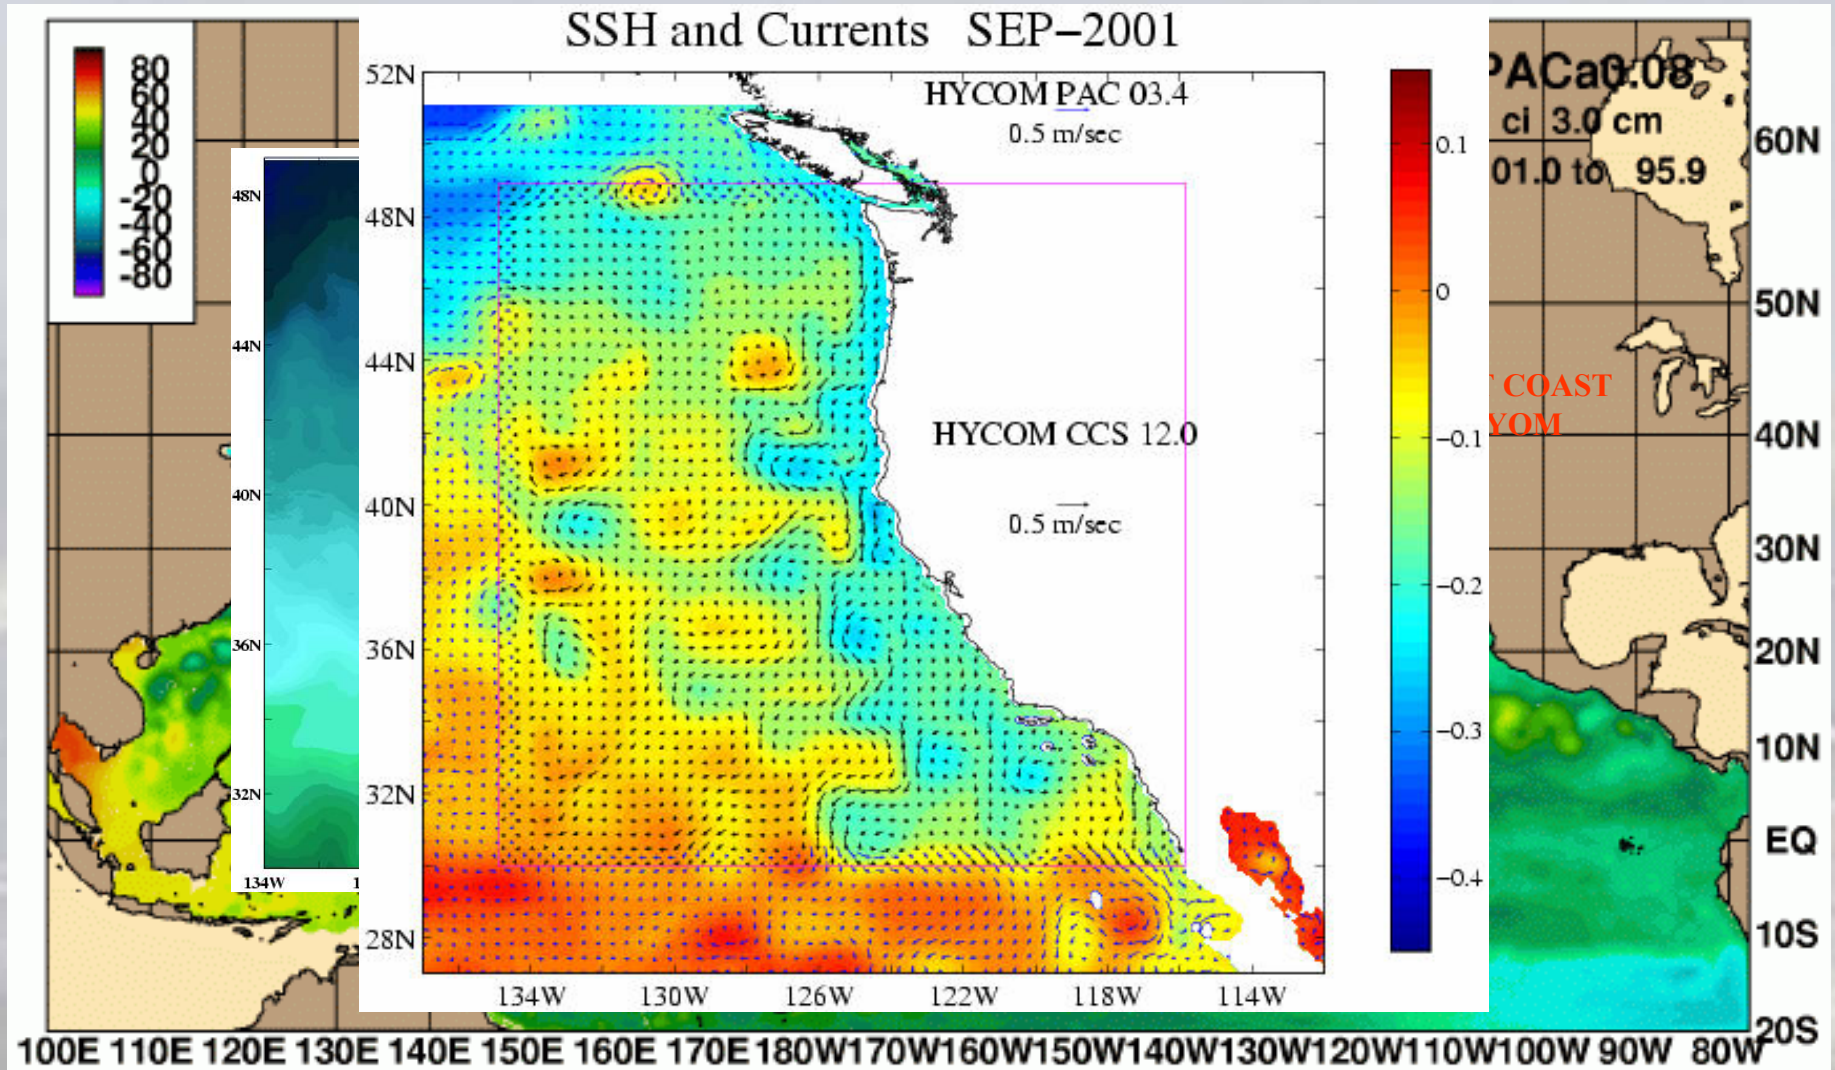 SSH and Currents SEP−2001
80
60
40
20
0
-20
-40
-60
-80
48N
44N
40N
36N
32N
134W
52N
48N
44N
40N
36N
32N
28N
134W
130W
126W
122W
118W
114W
HYCOM PAC 03.4
0.5 m/sec
HYCOM CCS 12.0
0.5 m/sec
0.1
0
−0.1
−0.2
−0.3
−0.4
PACa0.08
ci 3.0 cm
01.0 to 95.9
COAST
YOM
60N
50N
40N
30N
20N
10N
EQ
10S
20S
100E 110E 120E 130E 140E 150E 160E 170E 180W 170W 160W 150W 140W 130W 120W 110W 100W 90W 80W